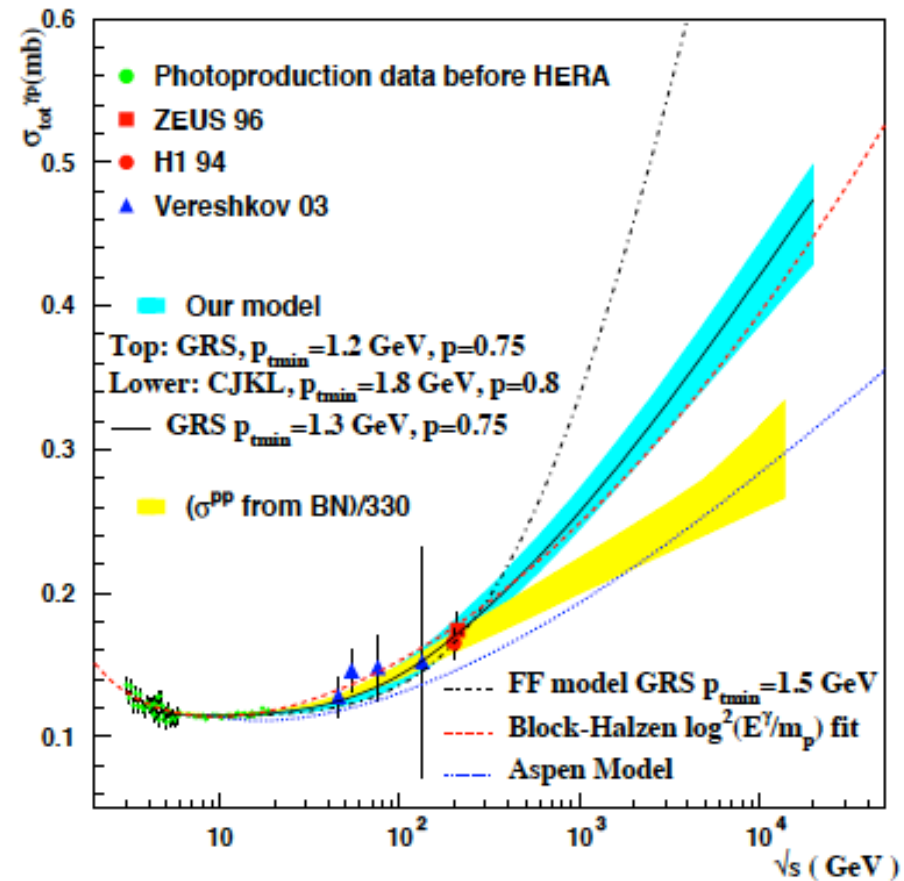 0.6
0.5
0.4
0.3
0.2
0.1
σtot^γp(mb)
Photoproduction data before HERA
ZEUS 96
H1 94
Vereshkov 03
Our model
Top: GRS, ptmin=1.2 GeV, p=0.75
Lower: CJKL, ptmin=1.8 GeV, p=0.8
GRS ptmin=1.3 GeV, p=0.75
(σ^pp from BN)/330
FF model GRS ptmin=1.5 GeV
Block-Halzen log²(E^γ/mp) fit
Aspen Model
10 10² 10³ 10⁴
√s ( GeV )